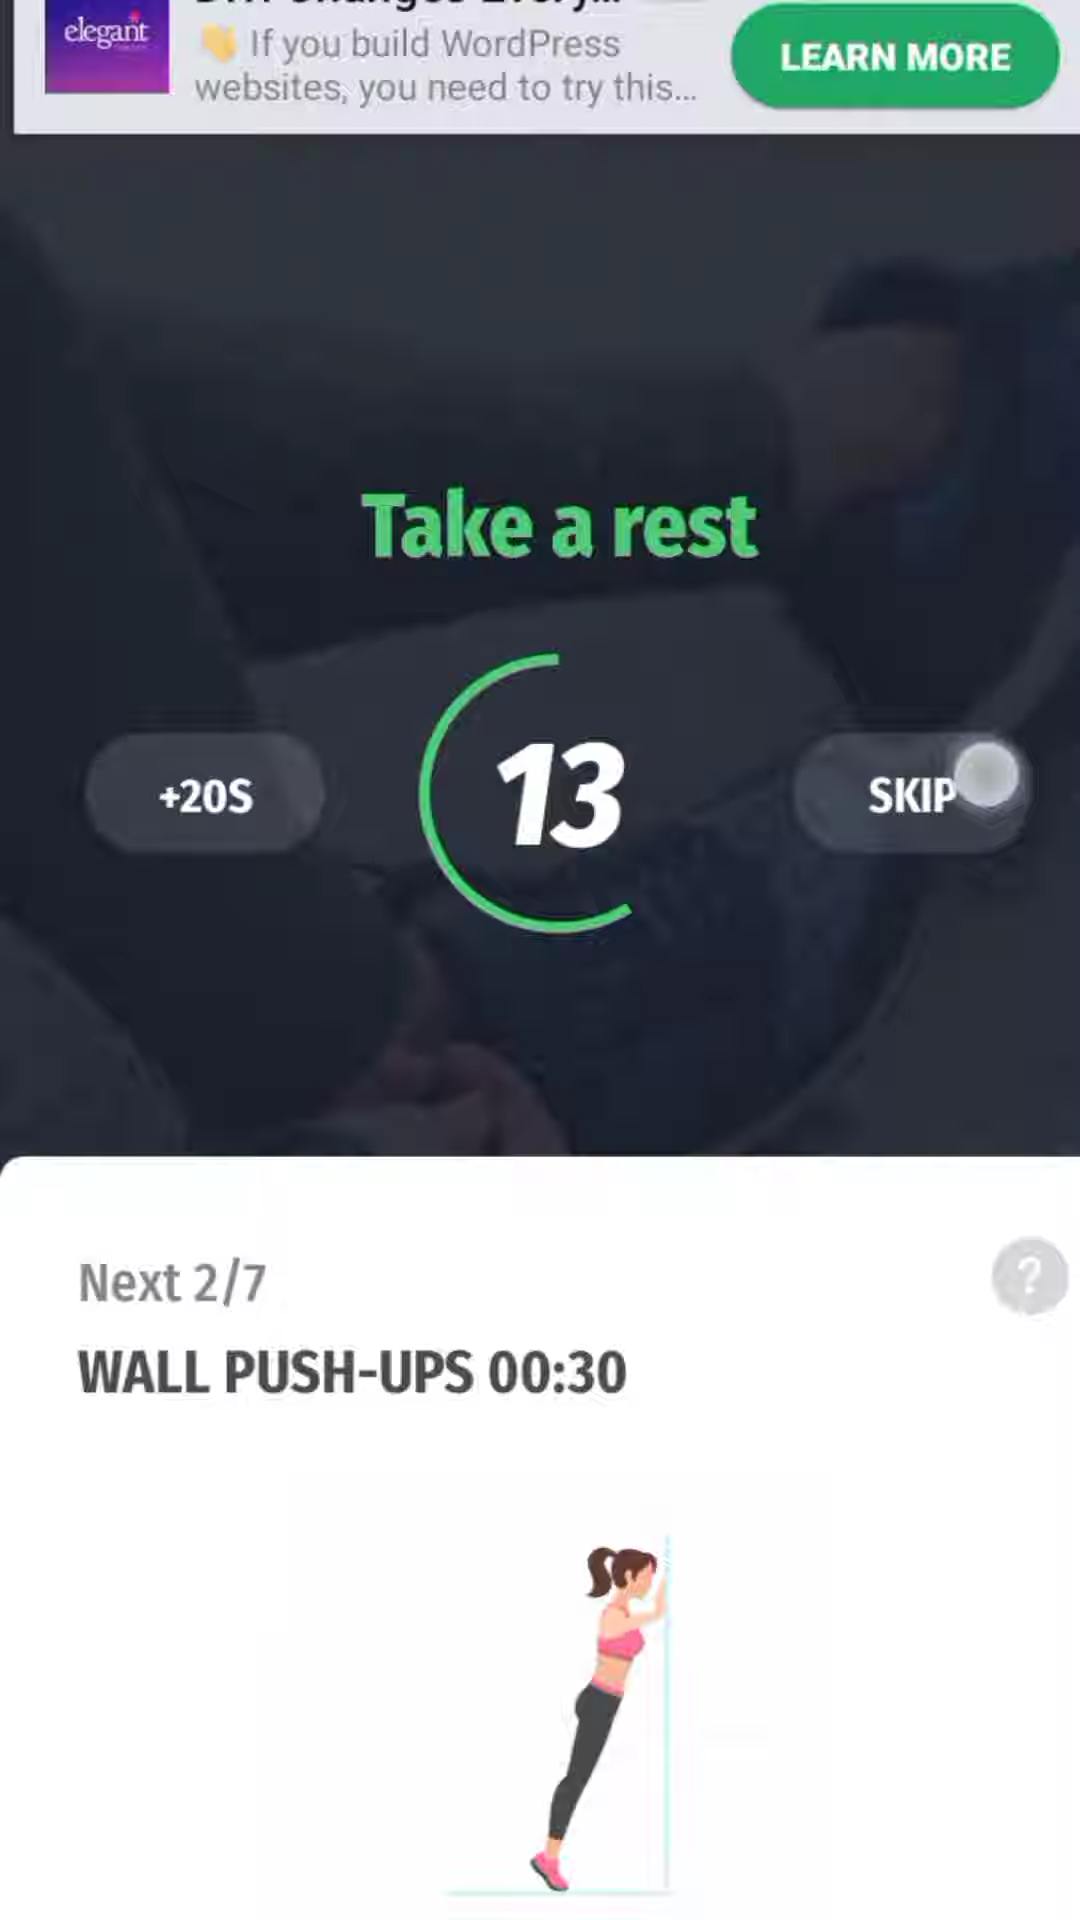 elegant
👋 If you build WordPress
websites, you need to try this...
LEARN MORE
Take a rest
+20S
13
SKIP
Next 2/7
?
WALL PUSH-UPS 00:30